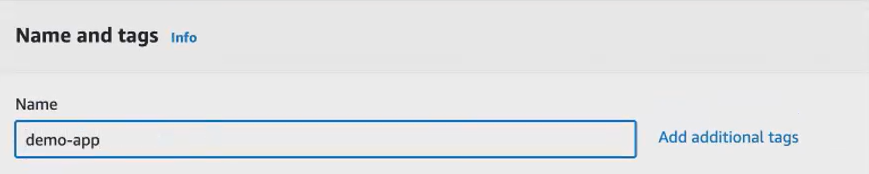 Name and tags Info
Name
demo-app
Add additional tags